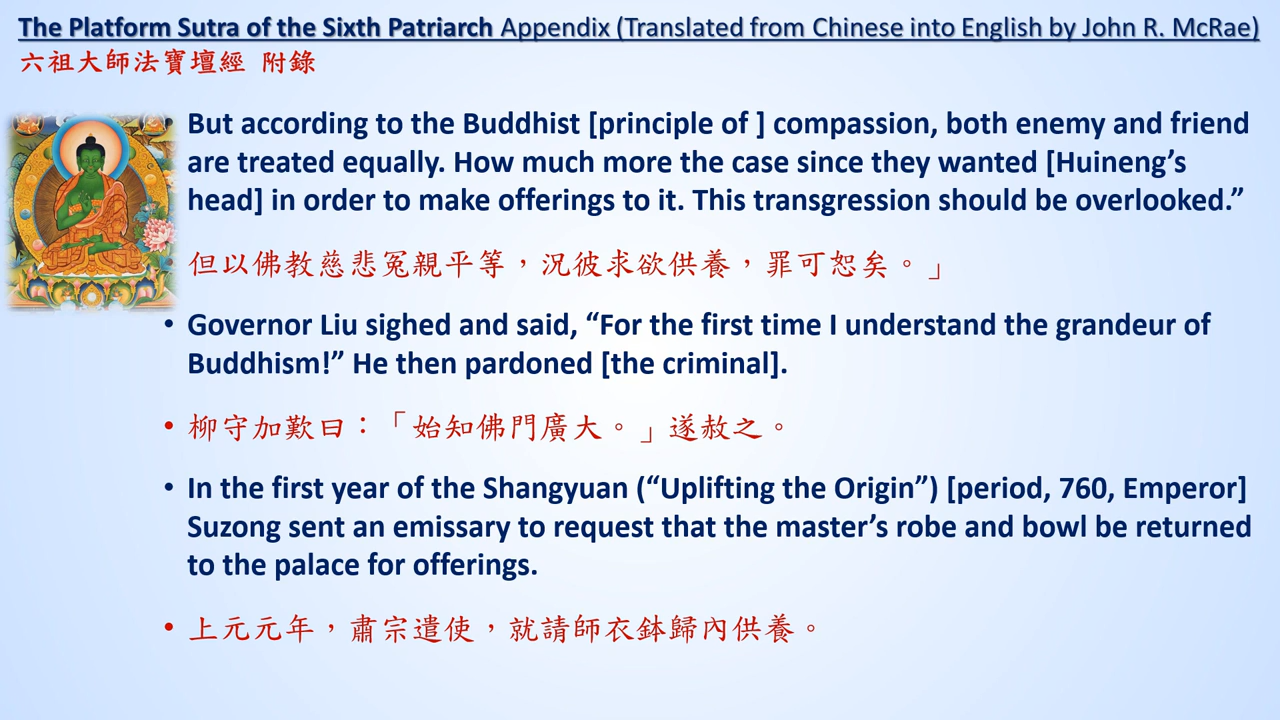 The Platform Sutra of the Sixth Patriarch Appendix (Translated from Chinese into English by John R. McRae)
六祖大師法寶壇經 附錄
But according to the Buddhist [principle of ] compassion, both enemy and friend
are treated equally. How much more the case since they wanted [Huineng’s
head] in order to make offerings to it. This transgression should be overlooked.”
但以佛教慈悲冤親平等，況彼求欲供養，罪可恕矣。」
• Governor Liu sighed and said, “For the first time I understand the grandeur of
Buddhism!” He then pardoned [the criminal].
• 柳守加歎曰：「始知佛門廣大。」遂赦之。
• In the first year of the Shangyuan (“Uplifting the Origin”) [period, 760, Emperor]
Suzong sent an emissary to request that the master’s robe and bowl be returned
to the palace for offerings.
• 上元元年，肅宗遣使，就請師衣鉢歸內供養。